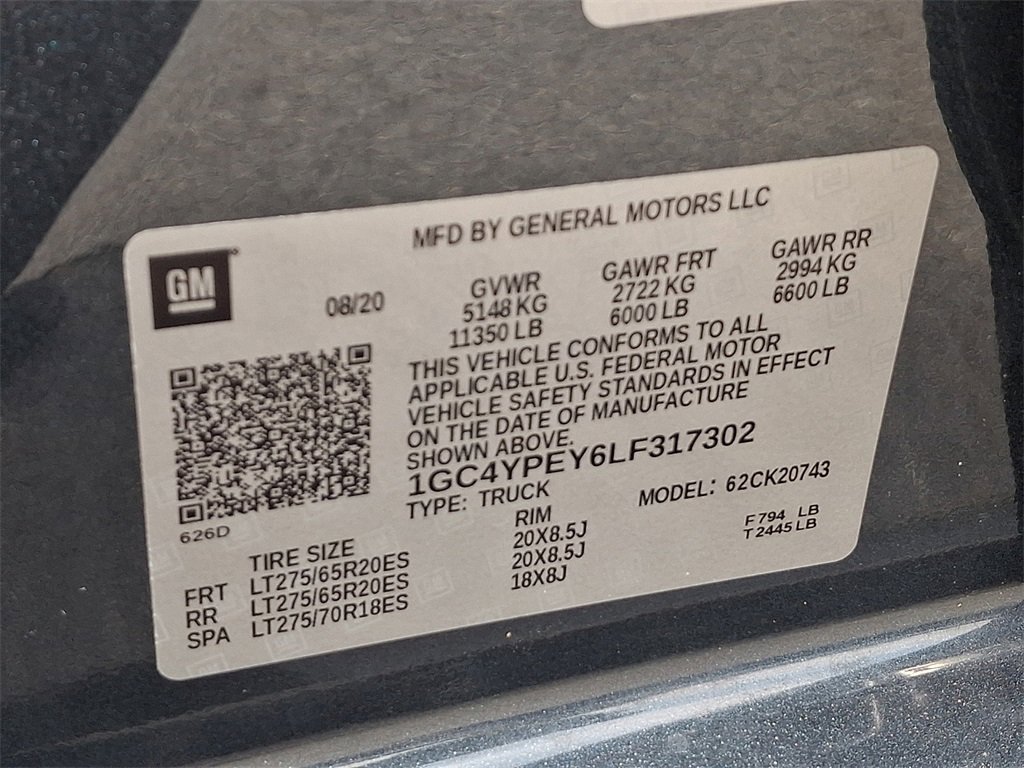 MFD BY GENERAL MOTORS LLC
GM
08/20
GVWR
5148 KG
11350 LB
GAWR FRT
2722 KG
6000 LB
GAWR RR
2994 KG
6600 LB
THIS VEHICLE CONFORMS TO ALL
APPLICABLE U.S. FEDERAL MOTOR
VEHICLE SAFETY STANDARDS IN EFFECT
ON THE DATE OF MANUFACTURE
SHOWN ABOVE.
1GC4YPEY6LF317302
TYPE: TRUCK
MODEL: 62CK20743
626D
F 794 LB
T 2445 LB
TIRE SIZE RIM
FRT LT275/65R20ES 20X8.5J
RR LT275/65R20ES 20X8.5J
SPA LT275/70R18ES 18X8J